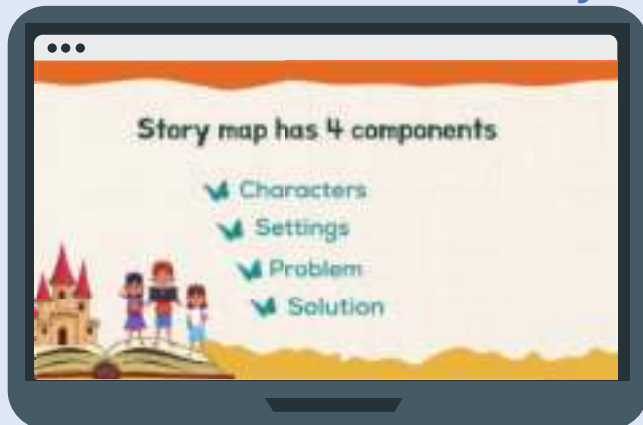 Story map has 4 components
Characters
Settings
Problem
Solution